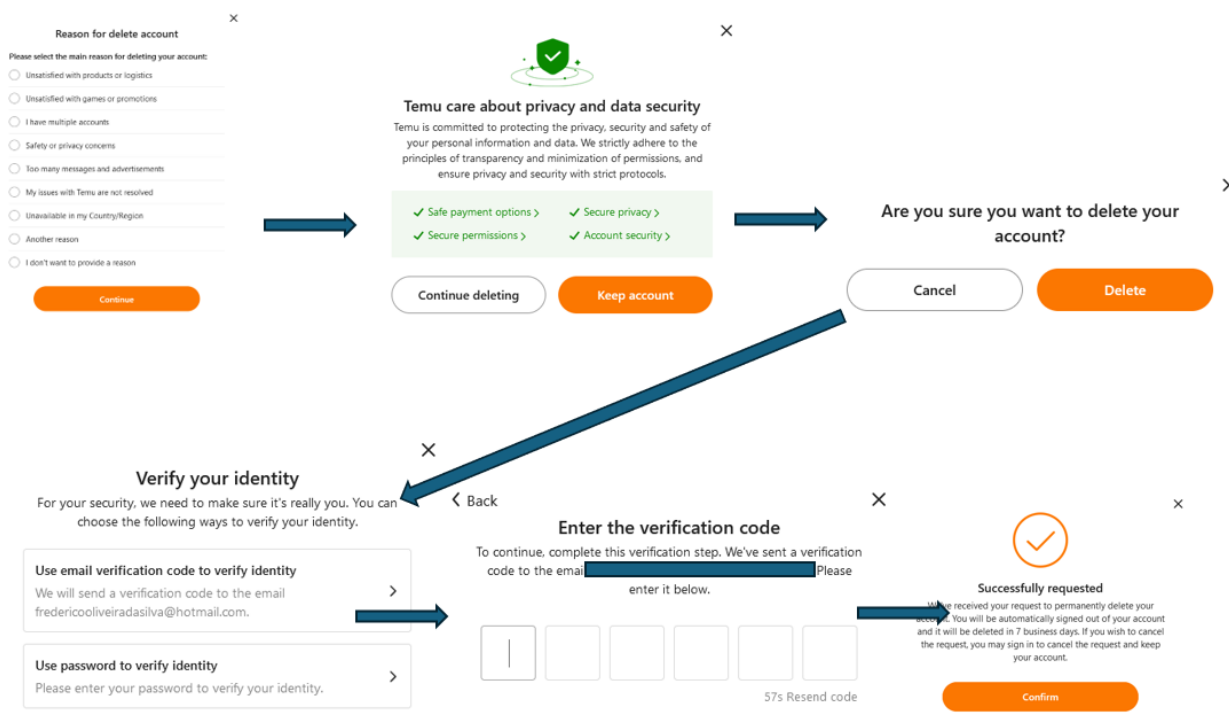 Reason for delete account
Please select the main reason for deleting your account:
Unsatisfied with products or logistics
Unsatisfied with games or promotions
I have multiple accounts
Safety or privacy concerns
Too many messages and advertisements
My issues with Temu are not resolved
Unavailable in my Country/Region
Another reason
I don't want to provide a reason
Continue
Temu care about privacy and data security
Temu is committed to protecting the privacy, security and safety of
your personal information and data. We strictly adhere to the
principles of transparency and minimization of permissions, and
ensure privacy and security with strict protocols.
Safe payment options > Secure privacy >
Secure permissions > Account security >
Continue deleting Keep account
Are you sure you want to delete your
account?
Cancel Delete
Verify your identity
For your security, we need to make sure it's really you. You can
choose the following ways to verify your identity.
Use email verification code to verify identity
We will send a verification code to the email
fredericooliveiradasilva@hotmail.com.
Use password to verify identity
Please enter your password to verify your identity.
Back
Enter the verification code
To continue, complete this verification step. We've sent a verification
code to the email Please
enter it below.
57s Resend code
Successfully requested
We've received your request to permanently delete your
account. You will be automatically signed out of your account
and it will be deleted in 7 business days. If you wish to cancel
the request, you may sign in to cancel the request and keep
your account.
Confirm